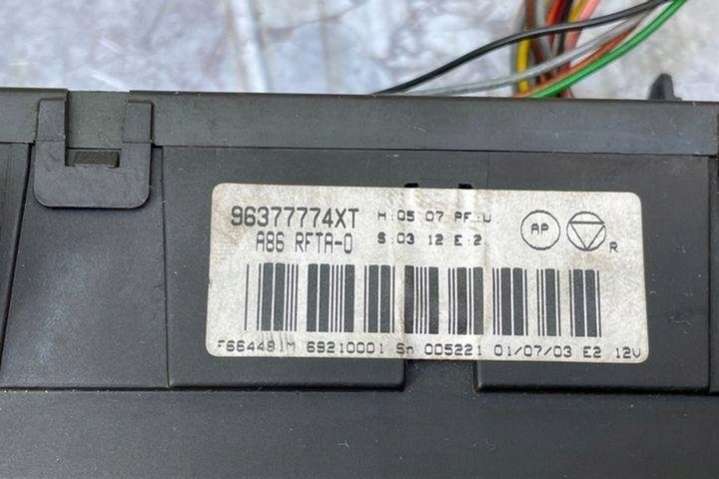 96377774XT H:05 07 PF:U
A86 RFTA-0 S:03 12 E:2
AP
R
F664481M 69210001 Sn 005221 01/07/03 E2 12V